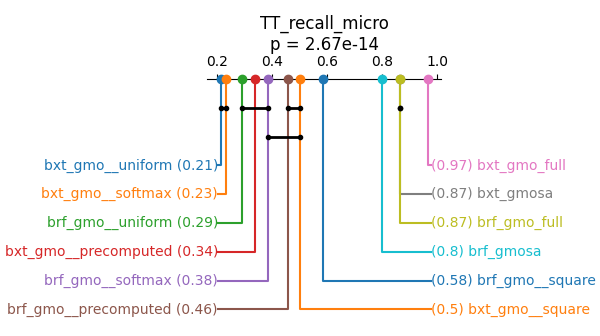 TT_recall_micro
p = 2.67e-14
0.2 0.4 0.6 0.8 1.0
bxt_gmo__uniform (0.21) (0.97) bxt_gmo_full
bxt_gmo__softmax (0.23) (0.87) bxt_gmosa
brf_gmo__uniform (0.29) (0.87) brf_gmo_full
bxt_gmo__precomputed (0.34) (0.8) brf_gmosa
brf_gmo__softmax (0.38) (0.58) brf_gmo__square
brf_gmo__precomputed (0.46) (0.5) bxt_gmo__square